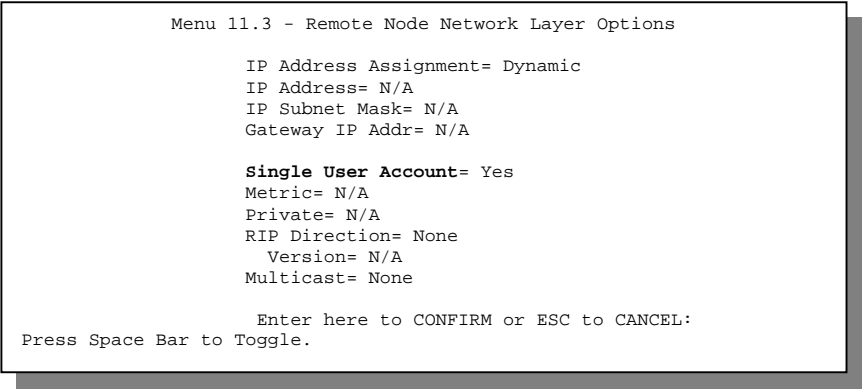 Menu 11.3 - Remote Node Network Layer Options
IP Address Assignment= Dynamic
IP Address= N/A
IP Subnet Mask= N/A
Gateway IP Addr= N/A
Single User Account= Yes
Metric= N/A
Private= N/A
RIP Direction= None
Version= N/A
Multicast= None
Enter here to CONFIRM or ESC to CANCEL:
Press Space Bar to Toggle.